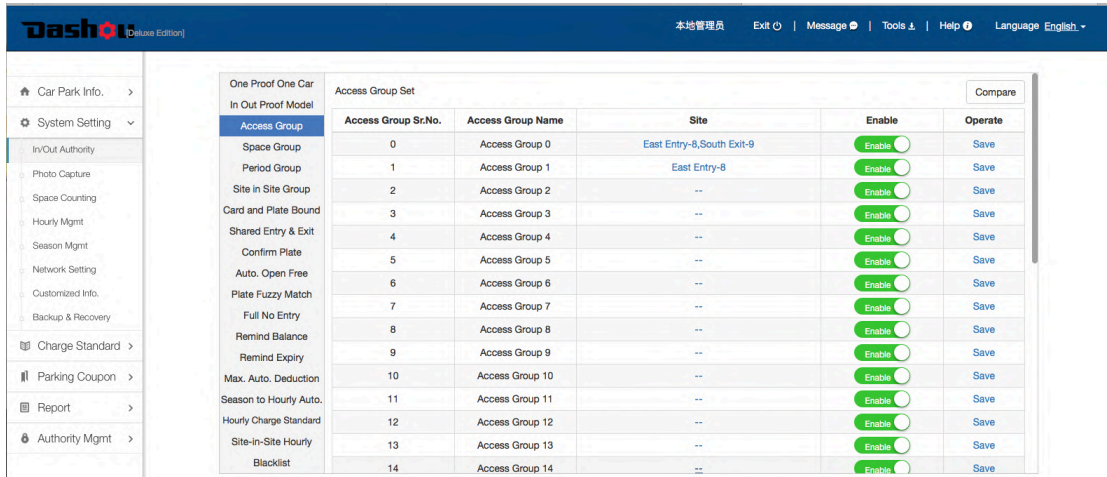 Dashou [Deluxe Edition]
本地管理员 Exit | Message | Tools | Help Language English
Car Park Info.
System Setting
In/Out Authority
Photo Capture
Space Counting
Hourly Mgmt
Season Mgmt
Network Setting
Customized Info.
Backup & Recovery
Charge Standard
Parking Coupon
Report
Authority Mgmt
One Proof One Car
In Out Proof Model
Access Group
Space Group
Period Group
Site in Site Group
Card and Plate Bound
Shared Entry & Exit
Confirm Plate
Auto. Open Free
Plate Fuzzy Match
Full No Entry
Remind Balance
Remind Expiry
Max. Auto. Deduction
Season to Hourly Auto.
Hourly Charge Standard
Site-in-Site Hourly
Blacklist
Access Group Set Compare
Access Group Sr.No. Access Group Name Site Enable Operate
0 Access Group 0 East Entry-8,South Exit-9 Enable Save
1 Access Group 1 East Entry-8 Enable Save
2 Access Group 2 -- Enable Save
3 Access Group 3 -- Enable Save
4 Access Group 4 -- Enable Save
5 Access Group 5 -- Enable Save
6 Access Group 6 -- Enable Save
7 Access Group 7 -- Enable Save
8 Access Group 8 -- Enable Save
9 Access Group 9 -- Enable Save
10 Access Group 10 -- Enable Save
11 Access Group 11 -- Enable Save
12 Access Group 12 -- Enable Save
13 Access Group 13 -- Enable Save
14 Access Group 14 -- Enable Save